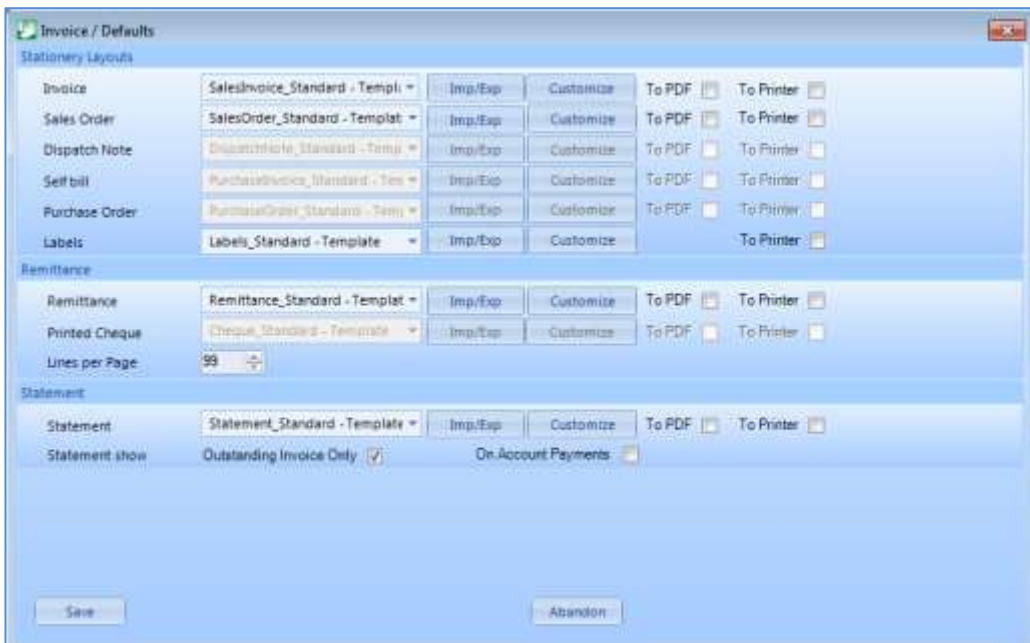 Invoice / Defaults
Stationery Layouts
Invoice SalesInvoice_Standard - Templ Imp/Exp Customize To PDF To Printer
Sales Order SalesOrder_Standard - Templat Imp/Exp Customize To PDF To Printer
Dispatch Note DispatchNote_Standard - Temp Imp/Exp Customize To PDF To Printer
Self bill PurchaseInvoice_Standard - Tem Imp/Exp Customize To PDF To Printer
Purchase Order PurchaseOrder_Standard - Temp Imp/Exp Customize To PDF To Printer
Labels Labels_Standard - Template Imp/Exp Customize To Printer
Remittance
Remittance Remittance_Standard - Templat Imp/Exp Customize To PDF To Printer
Printed Cheque Cheque_Standard - Template Imp/Exp Customize To PDF To Printer
Lines per Page 99
Statement
Statement Statement_Standard - Template Imp/Exp Customize To PDF To Printer
Statement show Outstanding Invoice Only On Account Payments
Save Abandon